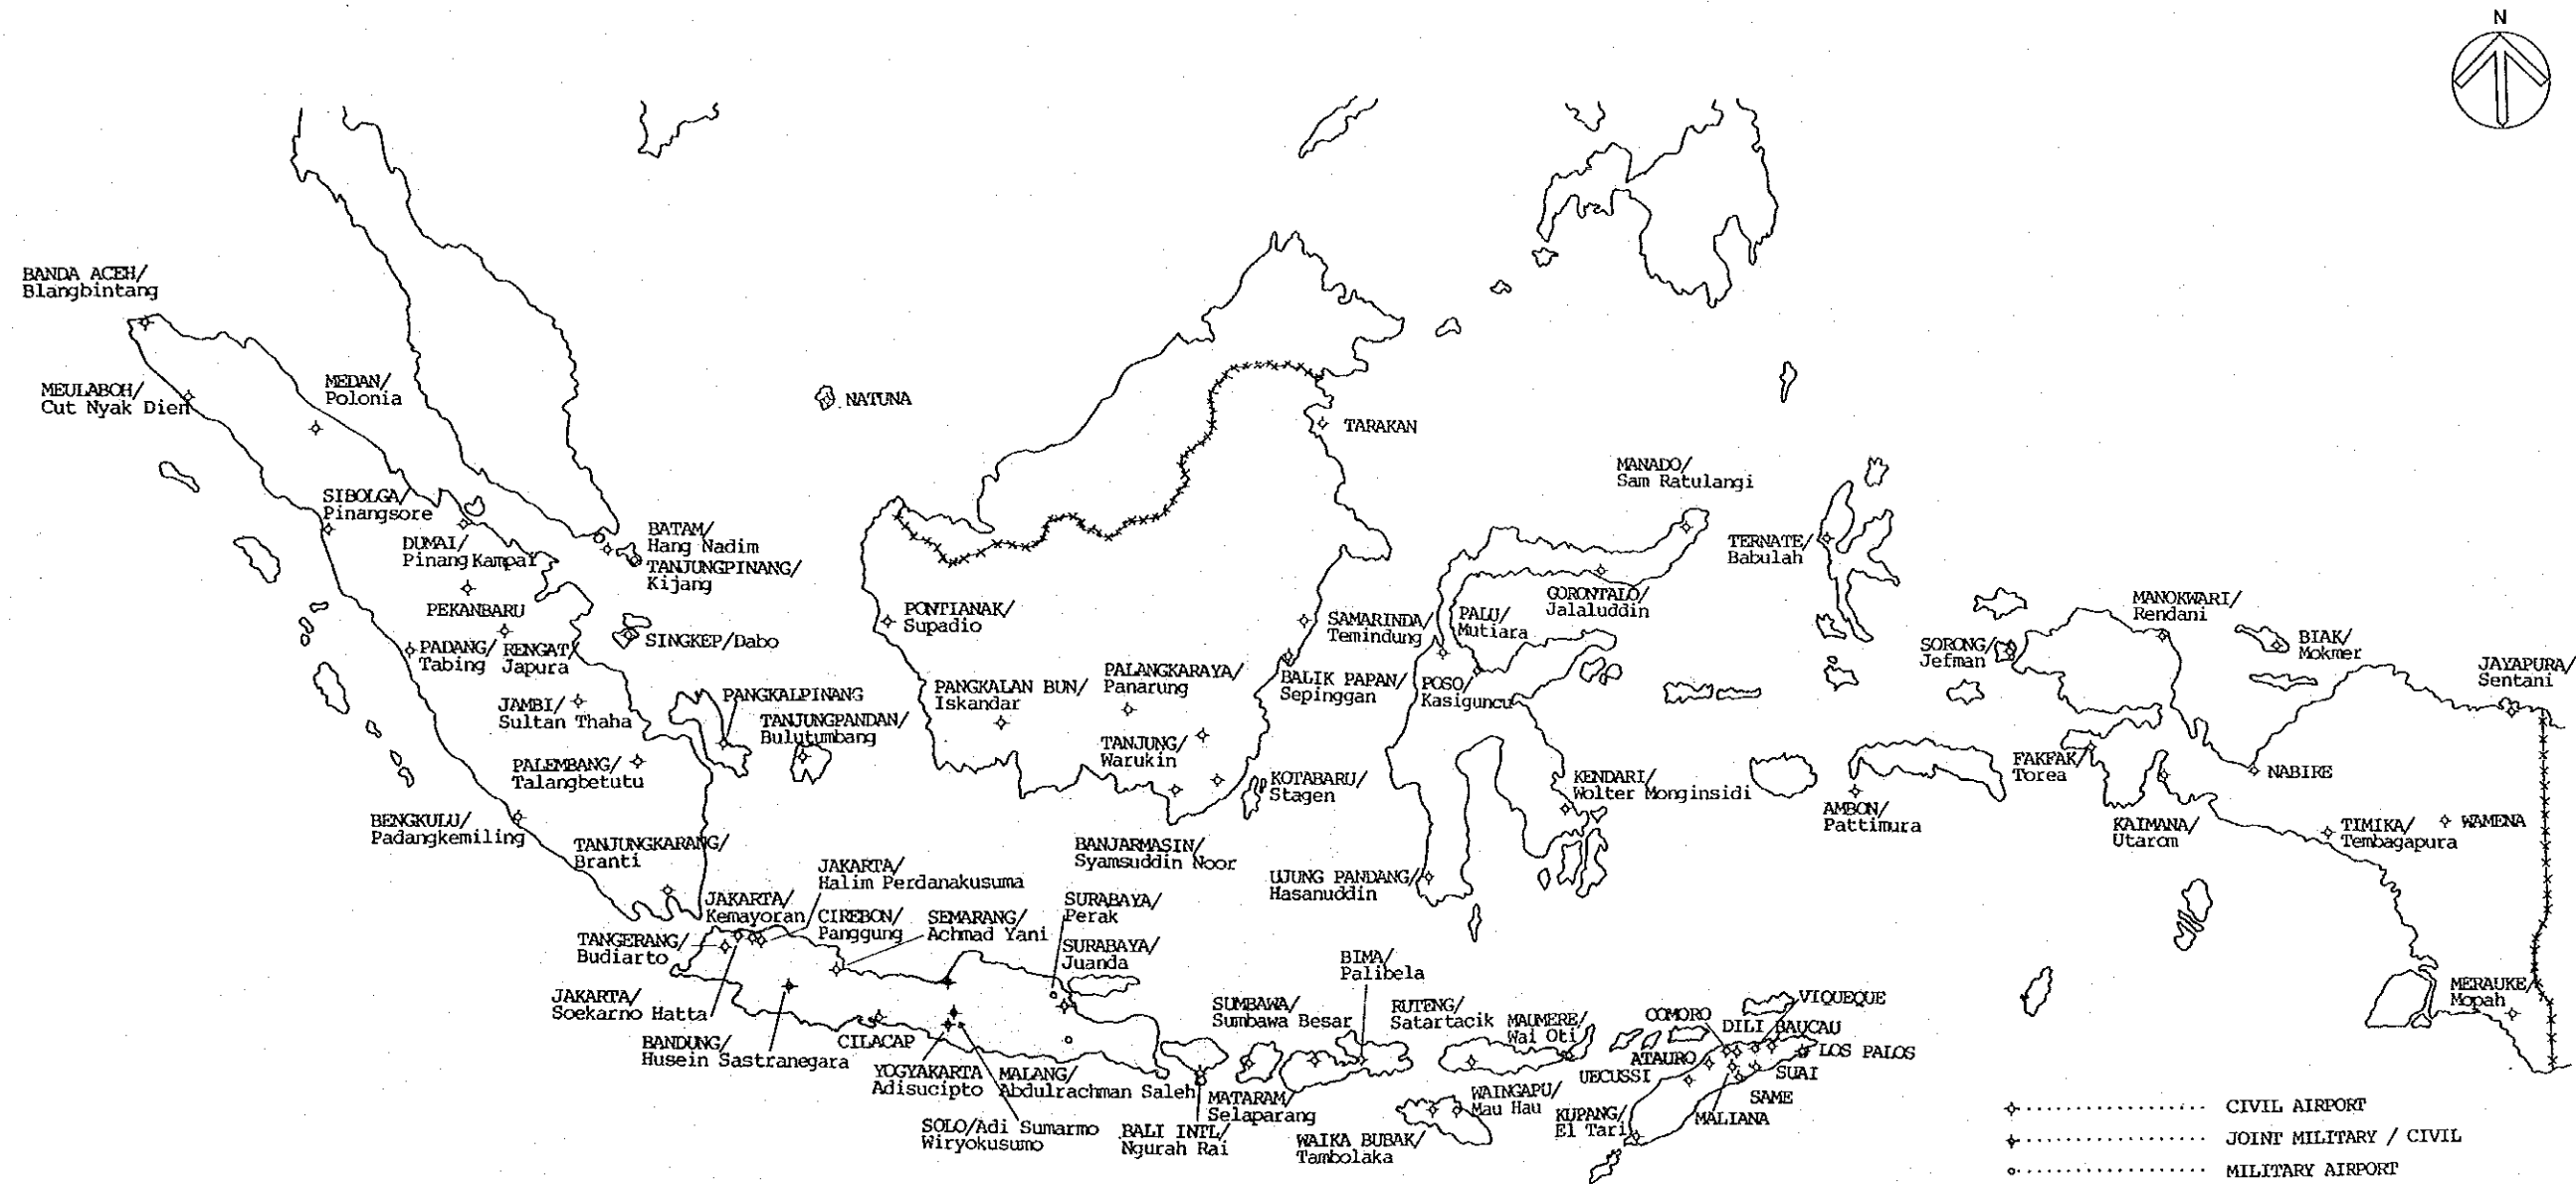 N
BANDA ACEH/
Blangbintang
MEULABOH/
Cut Nyak Dien
MEDAN/
Polonia
NATUNA
TARAKAN
SIBOLGA/
Pinangsore
DUMAI/
Pinang Kampai
BATAM/
Hang Nadim
TANJUNGPINANG/
Kijang
MANADO/
Sam Ratulangi
TERNATE/
Babulah
PEKANBARU
PADANG/
Tabing
RENGAT/
Japura
SINGKEP/Dabo
PONTIANAK/
Supadio
SAMARINDA/
Temindung
PALU/
Mutiara
GORONTALO/
Jalaluddin
MANOKWARI/
Rendani
SORONG/
Jefman
BIAK/
Mokmer
JAYAPURA/
Sentani
JAMBI/
Sultan Thaha
PANGKALPINANG
TANJUNGPANDAN/
Bulutumbang
PANGKALAN BUN/
Iskandar
PALANGKARAYA/
Panarung
BALIK PAPAN/
Sepinggan
POSO/
Kasiguncu
PALEMBANG/
Talangbetutu
TANJUNG/
Warukin
KOTABARU/
Stagen
KENDARI/
Wolter Monginsidi
AMBON/
Pattimura
FAKFAK/
Torea
NABIRE
BENGKULU/
Padangkemiling
TANJUNGKARANG/
Branti
BANJARMASIN/
Syamsuddin Noor
KAIMANA/
Utarom
TIMIKA/
Tembagapura
WAMENA
JAKARTA/
Halim Perdanakusuma
JAKARTA/
Kemayoran
CIREBON/
Panggung
SEMARANG/
Achmad Yani
SURABAYA/
Perak
UJUNG PANDANG/
Hasanuddin
TANGERANG/
Budiarto
SURABAYA/
Juanda
BIMA/
Palibela
JAKARTA/
Soekarno Hatta
BANDUNG/
Husein Sastranegara
CILACAP
SUMBAWA/
Sumbawa Besar
RUTENG/
Satartacik
MAUMERE/
Wai Oti
COMORO
VIQUEQUE
DILI
BAUCAU
MERAUKE/
Mopah
ATAURO
LOS PALOS
UECUSSI
SUAI
YOGYAKARTA
Adisucipto
MALANG/
Abdulrachman Saleh
MATARAM/
Selaparang
WAINGAPU/
Mau Hau
KUPANG/
El Tari
SAME
MALIANA
SOLO/Adi Sumarmo
Wiryokusumo
BALI INTL/
Ngurah Rai
WAIKA BUBAK/
Tambolaka
CIVIL AIRPORT
JOINT MILITARY / CIVIL
MILITARY AIRPORT